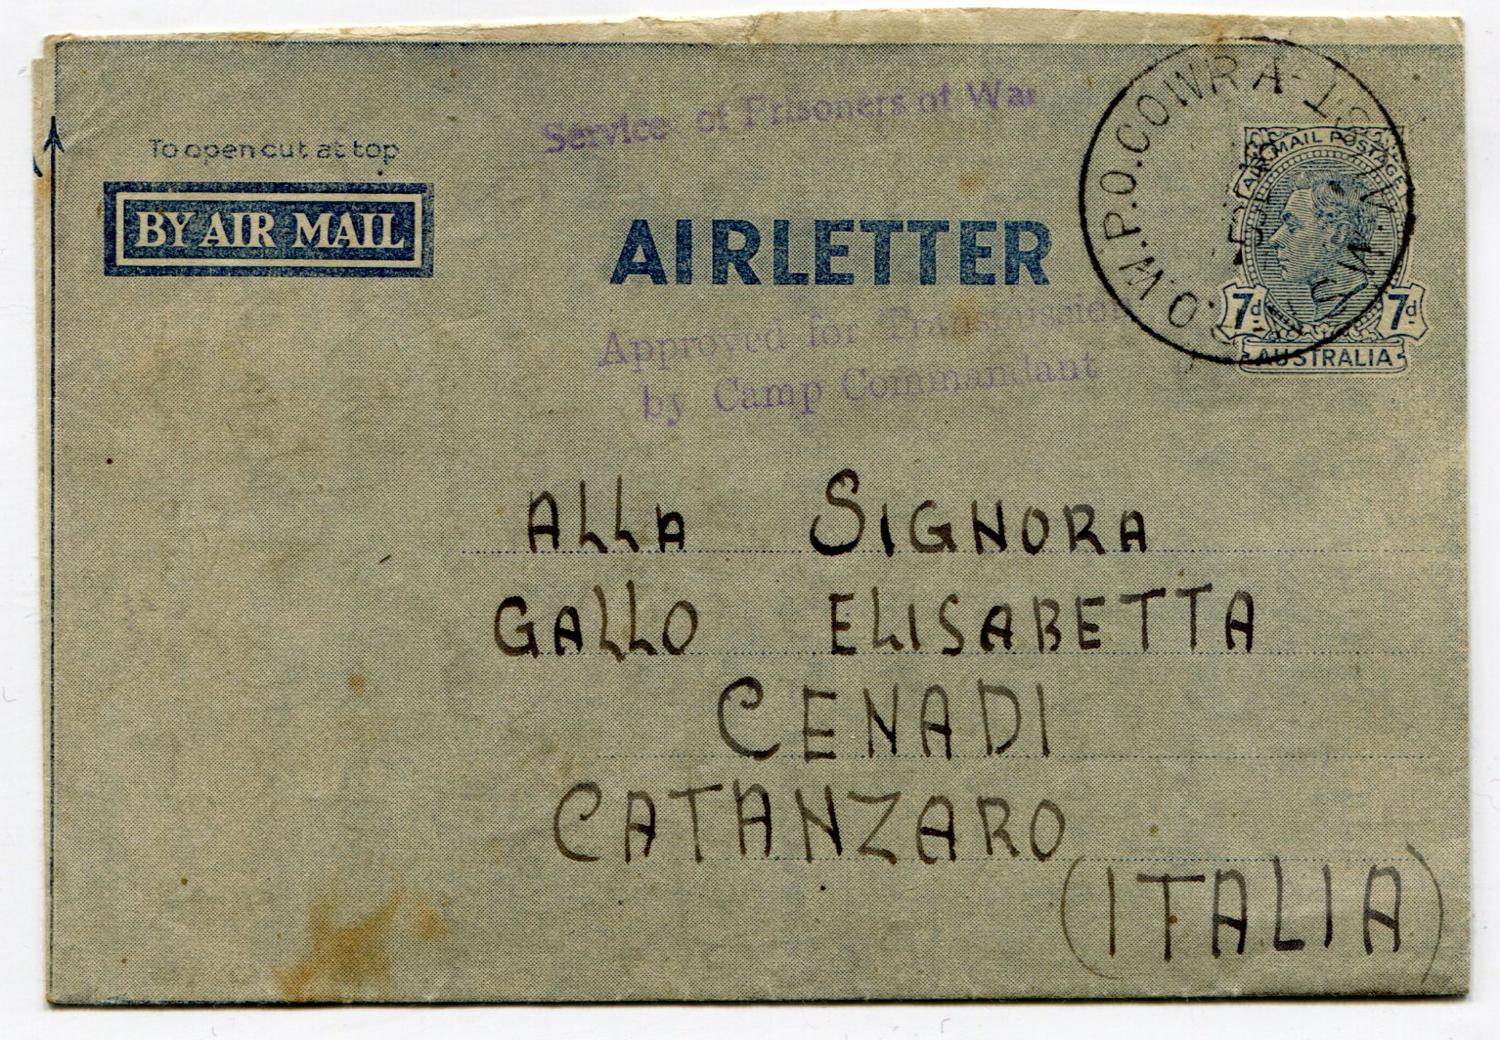 Service of Prisoners of War
To open cut at top
BY AIR MAIL
AIRLETTER
P.O.W.P.O. COWRA
N.S.W.
AIR MAIL POSTAGE
7d. 7d.
AUSTRALIA
Approved for Transmission
by Camp Commandant
ALLA SIGNORA
GALLO ELISABETTA
CENADI
CATANZARO
(ITALIA)